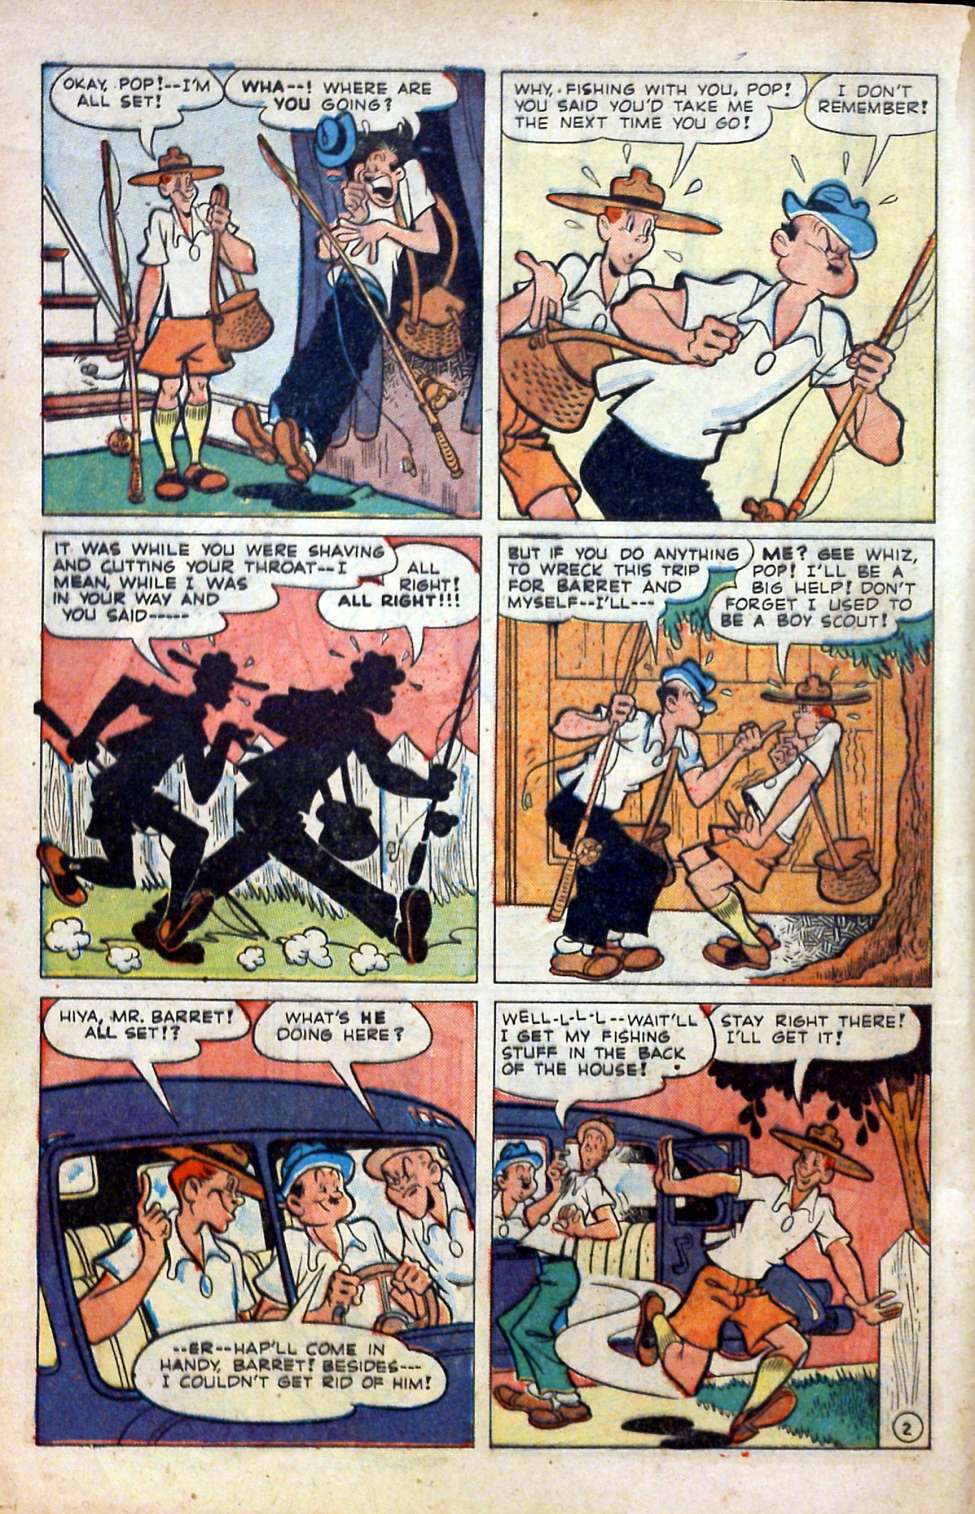 OKAY, POP!--I'M
ALL SET!
WHA--! WHERE ARE
YOU GOING?
WHY, FISHING WITH YOU, POP!
YOU SAID YOU'D TAKE ME
THE NEXT TIME YOU GO!
I DON'T
REMEMBER!
IT WAS WHILE YOU WERE SHAVING
AND CUTTING YOUR THROAT--I
MEAN, WHILE I WAS
IN YOUR WAY AND
YOU SAID-----
ALL
RIGHT!
ALL RIGHT!!!
BUT IF YOU DO ANYTHING
TO WRECK THIS TRIP
FOR BARRET AND
MYSELF--I'LL---
ME? GEE WHIZ,
POP! I'LL BE A
BIG HELP! DON'T
FORGET I USED TO
BE A BOY SCOUT!
HIYA, MR. BARRET!
ALL SET!?
WHAT'S HE
DOING HERE?
--ER--HAP'LL COME IN
HANDY, BARRET! BESIDES---
I COULDN'T GET RID OF HIM!
WELL-L-L-L--WAIT'LL
I GET MY FISHING
STUFF IN THE BACK
OF THE HOUSE!
STAY RIGHT THERE!
I'LL GET IT!
2